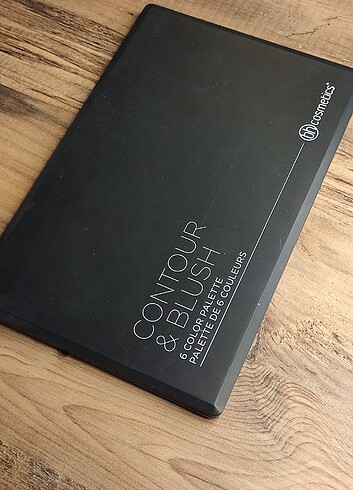 bh cosmetics®
CONTOUR
& BLUSH
6 COLOR PALETTE
PALETTE DE 6 COULEURS